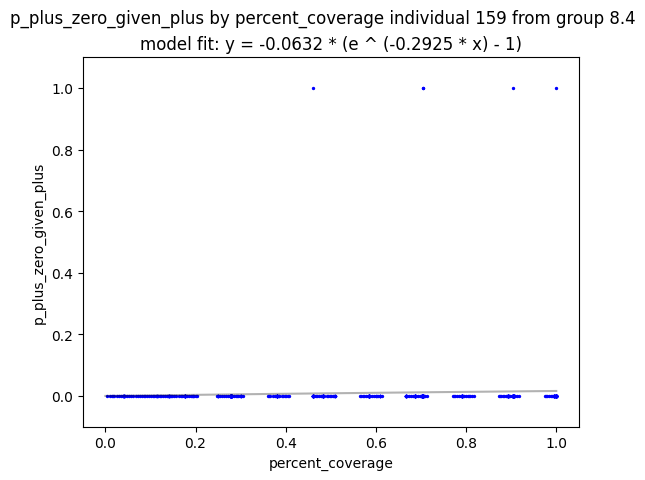 p_plus_zero_given_plus by percent_coverage individual 159 from group 8.4
model fit: y = -0.0632 * (e ^ (-0.2925 * x) - 1)
1.0
0.8
0.6
0.4
0.2
0.0
p_plus_zero_given_plus
0.0 0.2 0.4 0.6 0.8 1.0
percent_coverage